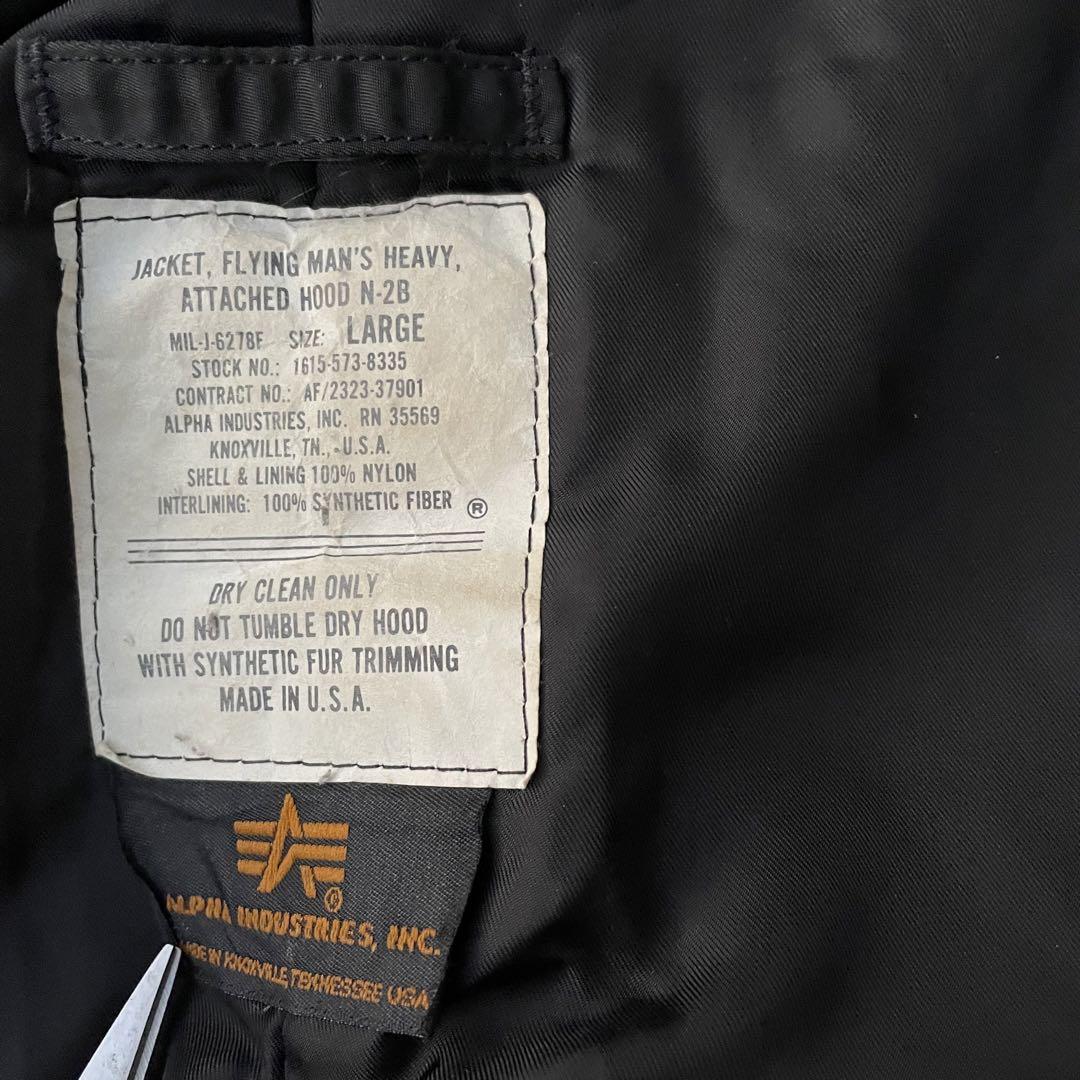 JACKET, FLYING MAN'S HEAVY,
ATTACHED HOOD N-2B
MIL-J-6278F SIZE: LARGE
STOCK NO.: 1615-573-8335
CONTRACT NO.: AF/2323-37901
ALPHA INDUSTRIES, INC. RN 35569
KNOXVILLE, TN., U.S.A.
SHELL & LINING 100% NYLON
INTERLINING: 100% SYNTHETIC FIBER ®
DRY CLEAN ONLY
DO NOT TUMBLE DRY HOOD
WITH SYNTHETIC FUR TRIMMING
MADE IN U.S.A.
®
ALPHA INDUSTRIES, INC.
MADE IN KNOXVILLE, TENNESSEE USA